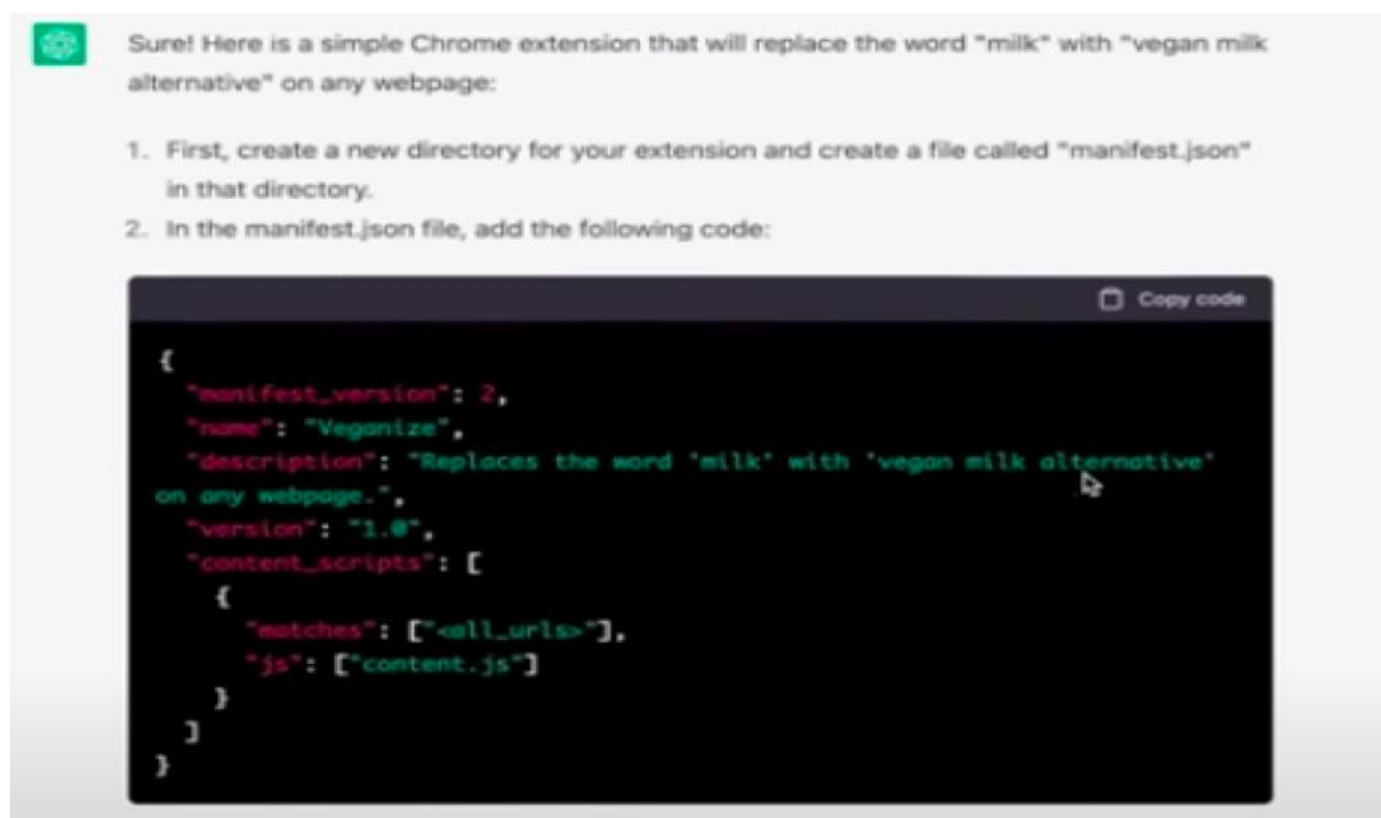 Sure! Here is a simple Chrome extension that will replace the word "milk" with "vegan milk
alternative" on any webpage:
1. First, create a new directory for your extension and create a file called "manifest.json"
in that directory.
2. In the manifest.json file, add the following code:
Copy code
{
"manifest_version": 2,
"name": "Veganize",
"description": "Replaces the word 'milk' with 'vegan milk alternative'
on any webpage.",
"version": "1.0",
"content_scripts": [
{
"matches": ["<all_urls>"],
"js": ["content.js"]
}
]
}